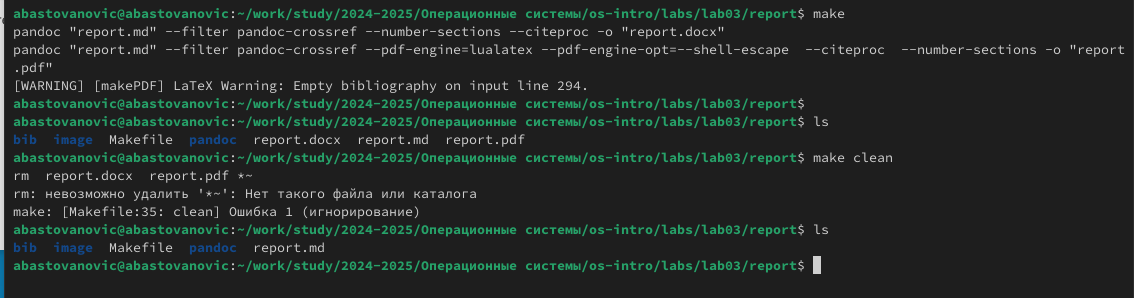 abastovanovic@abastovanovic:~/work/study/2024-2025/Операционные системы/os-intro/labs/lab03/report$ make
pandoc "report.md" --filter pandoc-crossref --number-sections --citeproc -o "report.docx"
pandoc "report.md" --filter pandoc-crossref --pdf-engine=lualatex --pdf-engine-opt=--shell-escape  --citeproc  --number-sections -o "report
.pdf"
[WARNING] [makePDF] LaTeX Warning: Empty bibliography on input line 294.
abastovanovic@abastovanovic:~/work/study/2024-2025/Операционные системы/os-intro/labs/lab03/report$
abastovanovic@abastovanovic:~/work/study/2024-2025/Операционные системы/os-intro/labs/lab03/report$ ls
bib  image  Makefile  pandoc  report.docx  report.md  report.pdf
abastovanovic@abastovanovic:~/work/study/2024-2025/Операционные системы/os-intro/labs/lab03/report$ make clean
rm  report.docx  report.pdf *~
rm: невозможно удалить '*~': Нет такого файла или каталога
make: [Makefile:35: clean] Ошибка 1 (игнорирование)
abastovanovic@abastovanovic:~/work/study/2024-2025/Операционные системы/os-intro/labs/lab03/report$ ls
bib  image  Makefile  pandoc  report.md
abastovanovic@abastovanovic:~/work/study/2024-2025/Операционные системы/os-intro/labs/lab03/report$